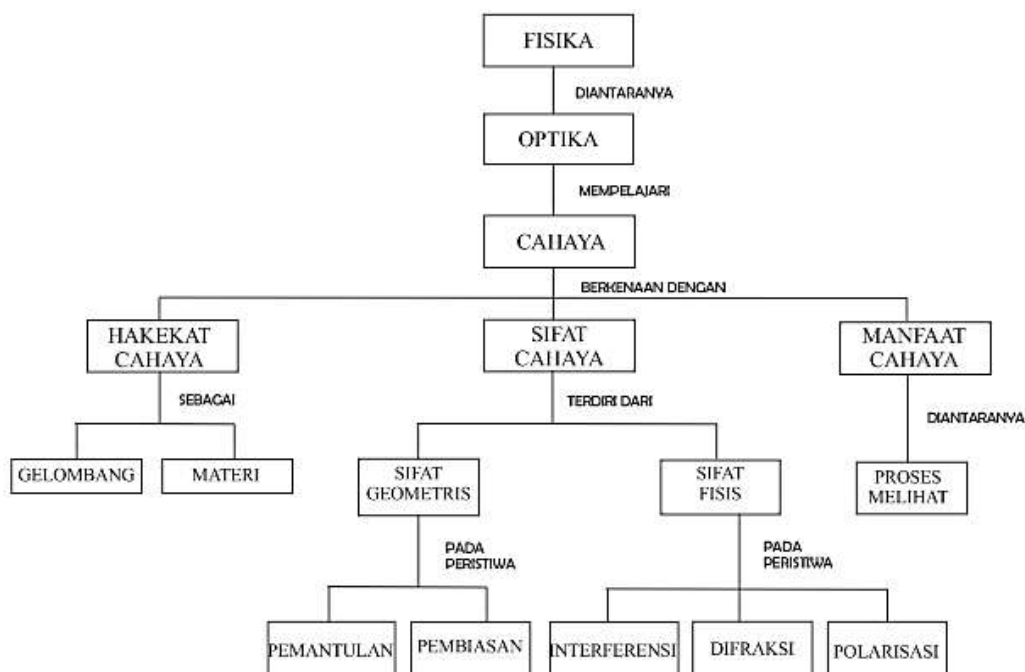 FISIKA
DIANTARANYA
OPTIKA
MEMPELAJARI
CAHAYA
BERKENAAN DENGAN
HAKEKAT
CAHAYA
SIFAT
CAHAYA
MANFAAT
CAHAYA
SEBAGAI
TERDIRI DARI
DIANTARANYA
GELOMBANG
MATERI
SIFAT
GEOMETRIS
SIFAT
FISIS
PROSES
MELIHAT
PADA
PERISTIWA
PADA
PERISTIWA
PEMANTULAN
PEMBIASAN
INTERFERENSI
DIFRAKSI
POLARISASI